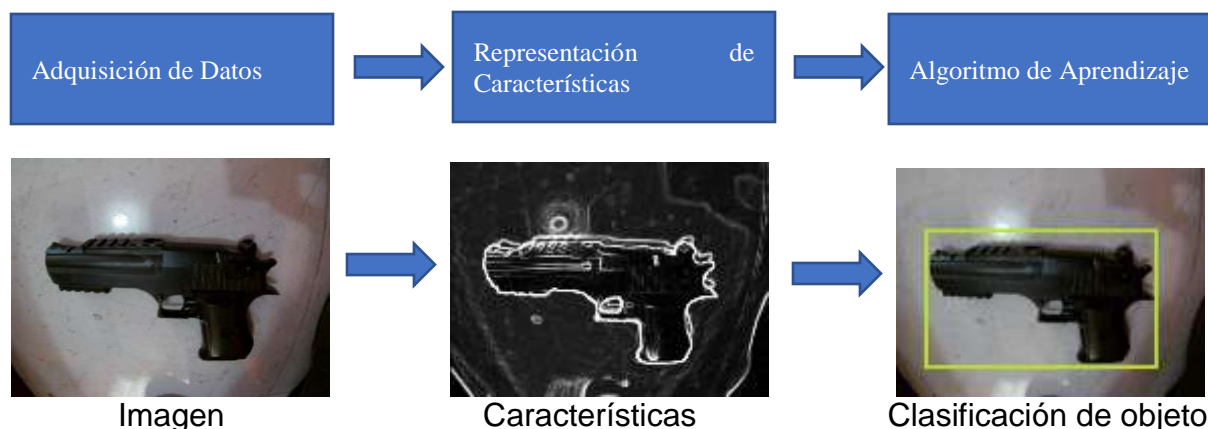 Adquisición de Datos
Representación de
Características
Algoritmo de Aprendizaje
Imagen
Características
Clasificación de objeto